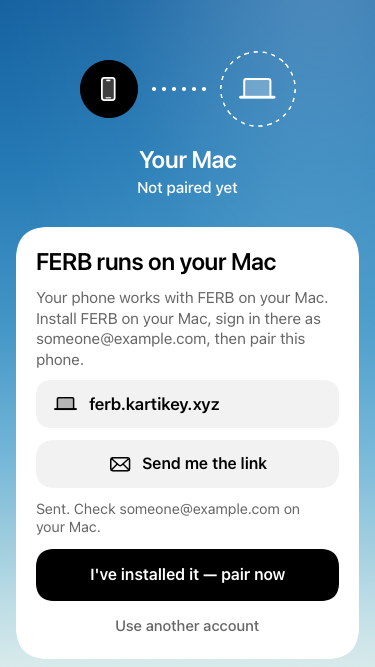 Your Mac
Not paired yet
FERB runs on your Mac
Your phone works with FERB on your Mac.
Install FERB on your Mac, sign in there as
someone@example.com, then pair this
phone.
ferb.kartikey.xyz
Send me the link
Sent. Check someone@example.com on
your Mac.
I've installed it — pair now
Use another account